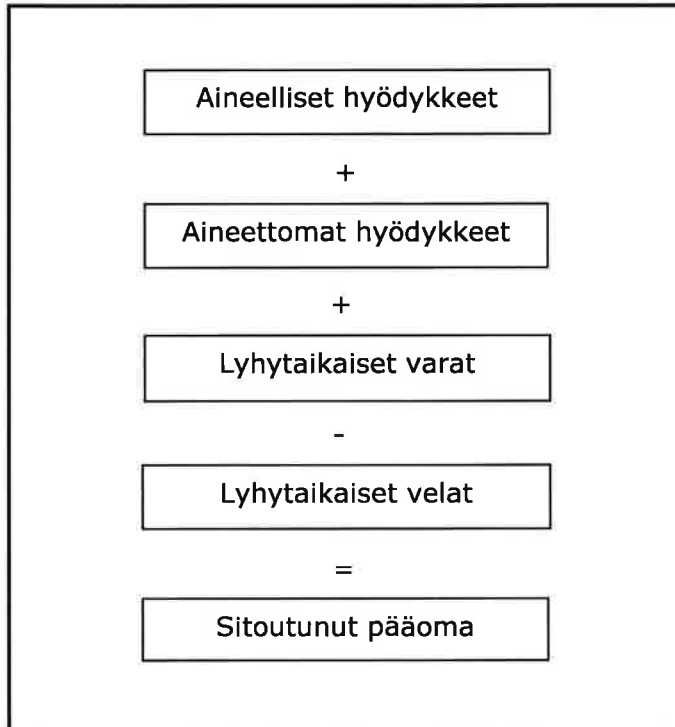 Aineelliset hyödykkeet
+
Aineettomat hyödykkeet
+
Lyhytaikaiset varat
-
Lyhytaikaiset velat
=
Sitoutunut pääoma